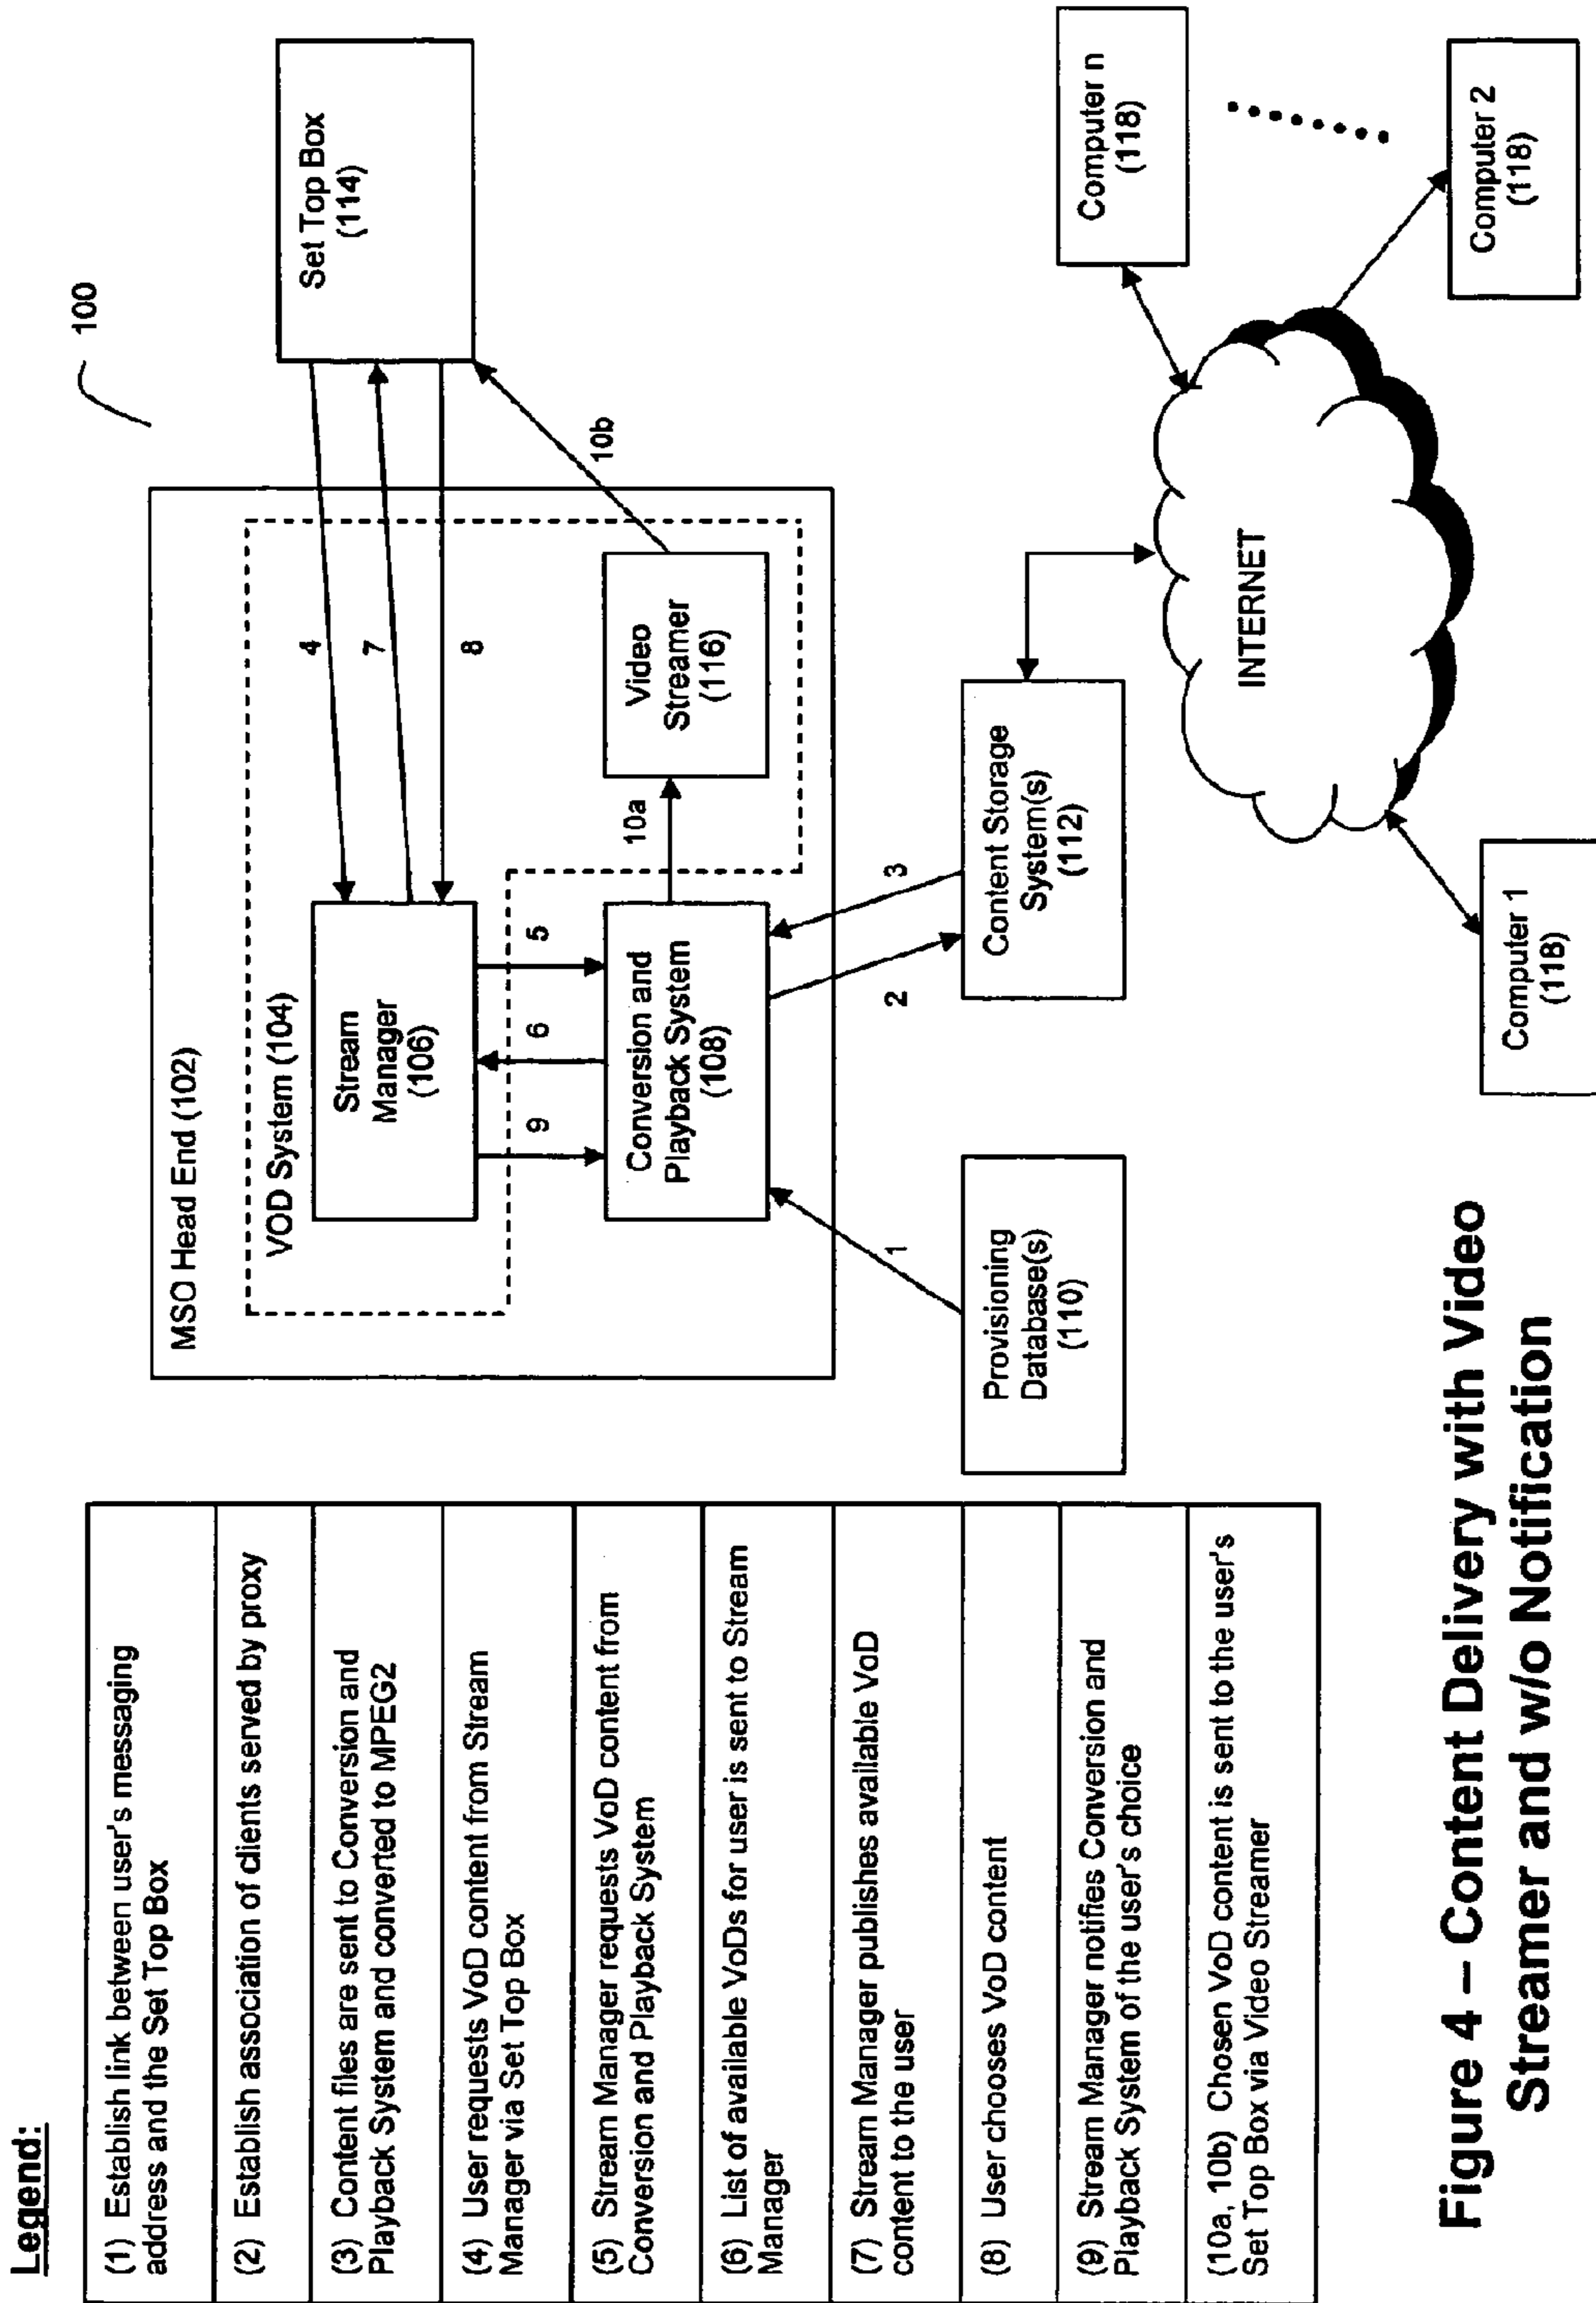 Legend:
(1) Establish link between user's messaging
address and the Set Top Box
(2) Establish association of clients served by proxy
(3) Content files are sent to Conversion and
Playback System and converted to MPEG2
(4) User requests VoD content from Stream
Manager via Set Top Box
(5) Stream Manager requests VoD content from
Conversion and Playback System
(6) List of available VoDs for user is sent to Stream
Manager
(7) Stream Manager publishes available VoD
content to the user
(8) User chooses VoD content
(9) Stream Manager notifies Conversion and
Playback System of the user's choice
(10a, 10b) Chosen VoD content is sent to the user's
Set Top Box via Video Streamer
100
MSO Head End (102)
VOD System (104)
Stream
Manager
(106)
4
7
8
Set Top Box
(114)
9
6
5
Conversion and
Playback System
(108)
10a
Video
Streamer
(116)
10b
1
2
3
Provisioning
Database(s)
(110)
Content Storage
System(s)
(112)
INTERNET
Computer 1
(118)
Computer 2
(118)
Computer n
(118)
Figure 4 – Content Delivery with Video
Streamer and w/o Notification